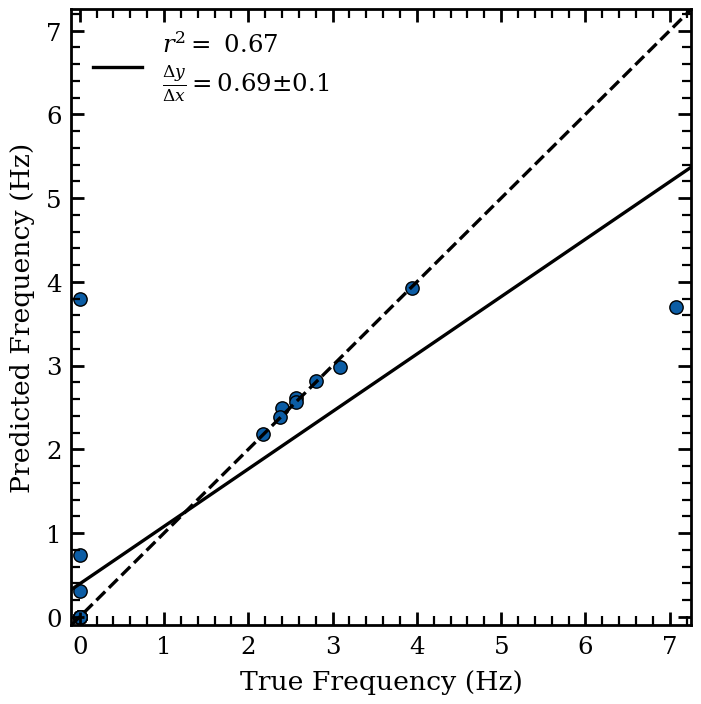 7
6
5
4
3
2
1
0
Predicted Frequency (Hz)
r² = 0.67
Δy/Δx = 0.69±0.1
0 1 2 3 4 5 6 7
True Frequency (Hz)